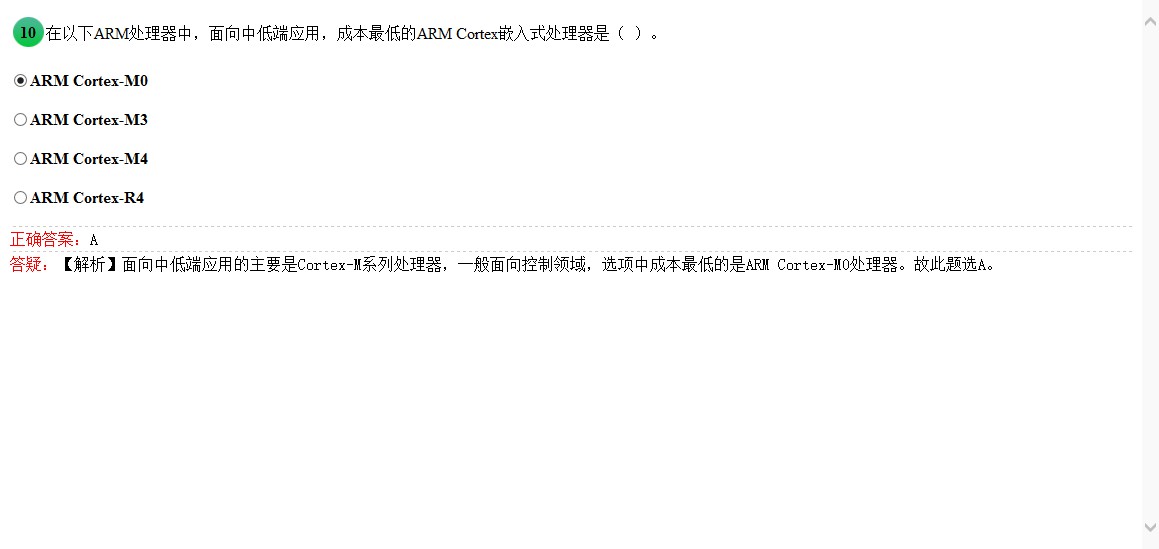 10 在以下ARM处理器中，面向中低端应用，成本最低的ARM Cortex嵌入式处理器是（ ）。
ARM Cortex-M0
ARM Cortex-M3
ARM Cortex-M4
ARM Cortex-R4
正确答案：A
答疑：【解析】面向中低端应用的主要是Cortex-M系列处理器，一般面向控制领域，选项中成本最低的是ARM Cortex-M0处理器。故此题选A。